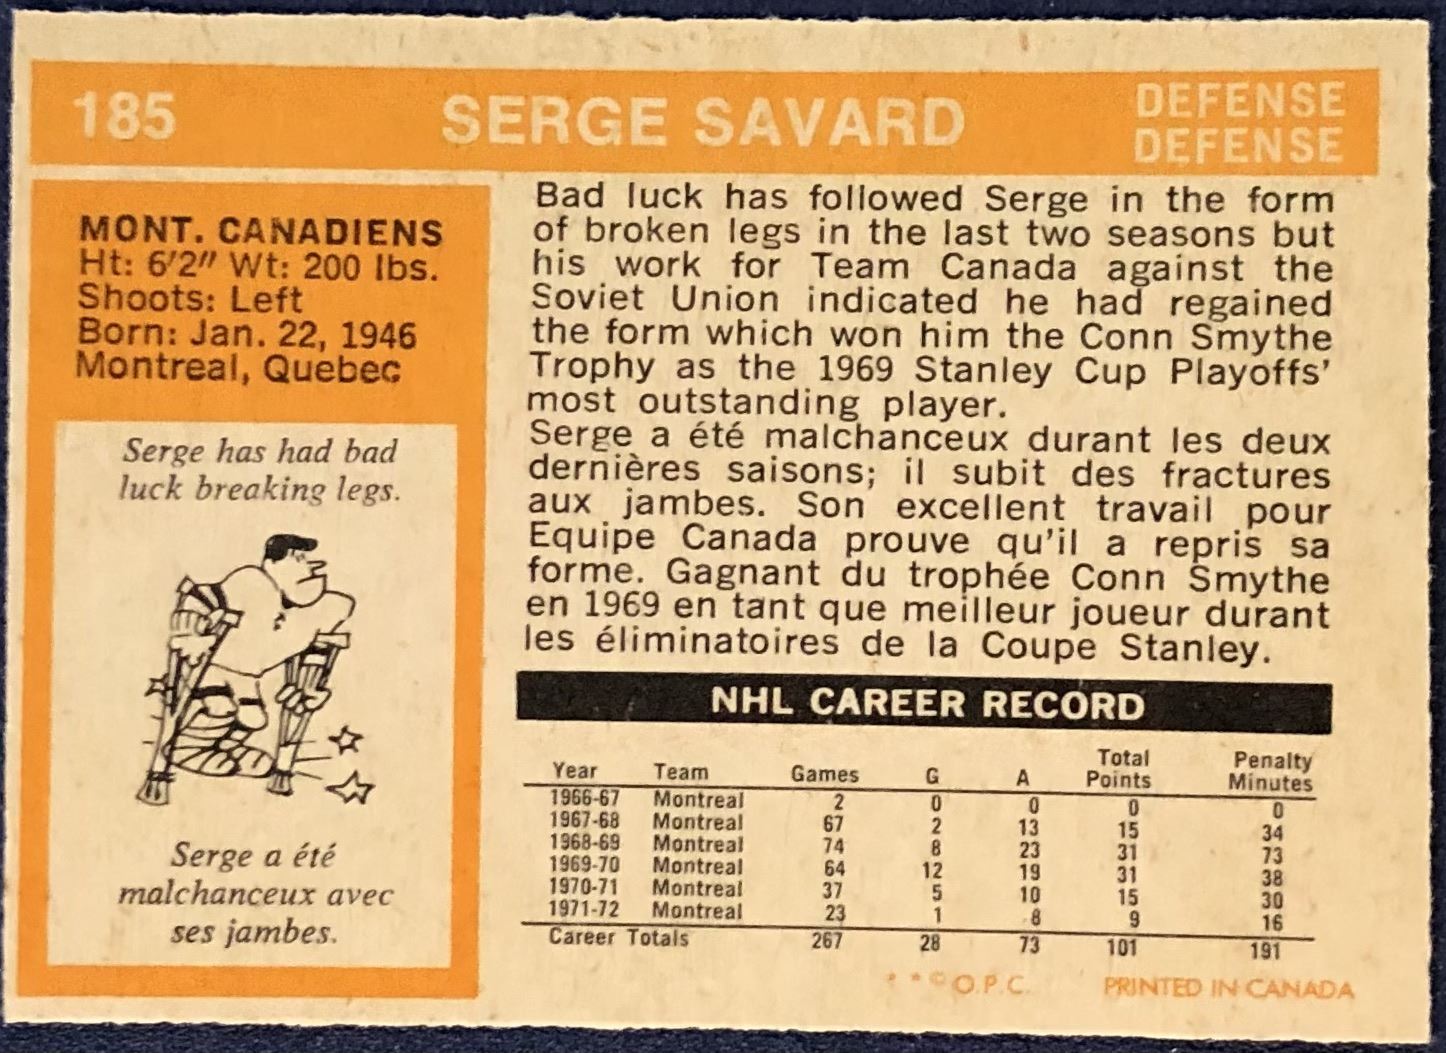 185 SERGE SAVARD DEFENSE
DEFENSE
MONT. CANADIENS
Ht: 6'2" Wt: 200 lbs.
Shoots: Left
Born: Jan. 22, 1946
Montreal, Quebec
Serge has had bad
luck breaking legs.
Serge a été
malchanceux avec
ses jambes.
Bad luck has followed Serge in the form
of broken legs in the last two seasons but
his work for Team Canada against the
Soviet Union indicated he had regained
the form which won him the Conn Smythe
Trophy as the 1969 Stanley Cup Playoffs'
most outstanding player.
Serge a été malchanceux durant les deux
dernières saisons; il subit des fractures
aux jambes. Son excellent travail pour
Equipe Canada prouve qu'il a repris sa
forme. Gagnant du trophée Conn Smythe
en 1969 en tant que meilleur joueur durant
les éliminatoires de la Coupe Stanley.
NHL CAREER RECORD
Year Team Games G A Total Points Penalty Minutes
1966-67 Montreal 2 0 0 0 0
1967-68 Montreal 67 2 13 15 34
1968-69 Montreal 74 8 23 31 73
1969-70 Montreal 64 12 19 31 38
1970-71 Montreal 37 5 10 15 30
1971-72 Montreal 23 1 8 9 16
Career Totals 267 28 73 101 191
* * © O.P.C. PRINTED IN CANADA